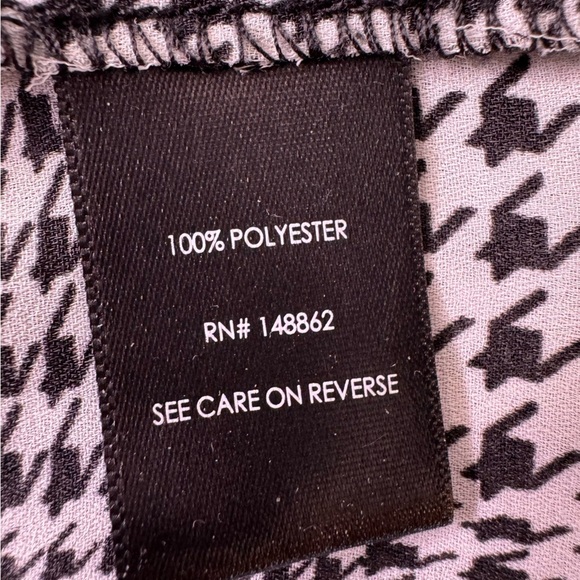 100% POLYESTER
RN# 148862
SEE CARE ON REVERSE